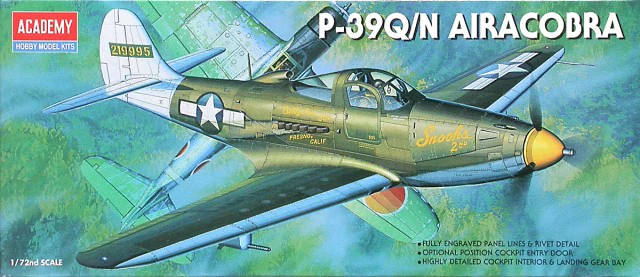 ACADEMY
HOBBY MODEL KITS
P-39Q/N AIRACOBRA
219995
FRESNO,
CALIF
Snooks
2nd
•FULLY ENGRAVED PANEL LINES & RIVET DETAIL
•OPTIONAL POSITION COCKPIT ENTRY DOOR
•HIGHLY DETAILED COCKPIT INTERIOR & LANDING GEAR BAY
1/72nd SCALE